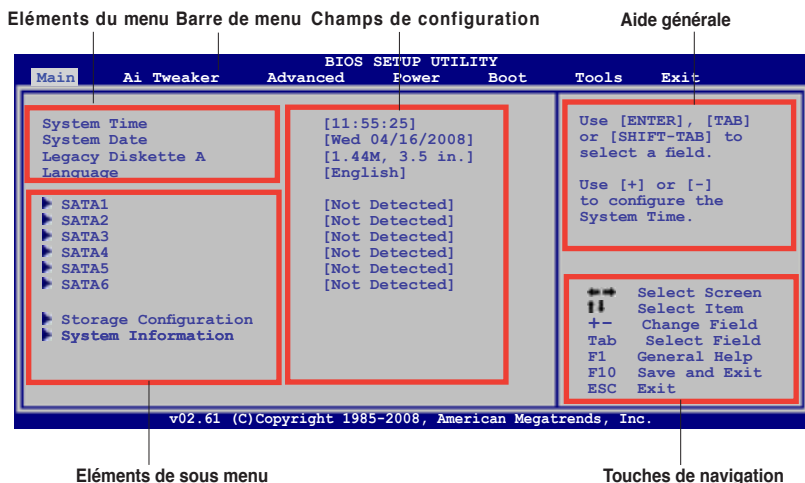 Eléments du menu Barre de menu Champs de configuration Aide générale
BIOS SETUP UTILITY
Main Ai Tweaker Advanced Power Boot Tools Exit
System Time [11:55:25]
System Date [Wed 04/16/2008]
Legacy Diskette A [1.44M, 3.5 in.]
Language [English]
SATA1 [Not Detected]
SATA2 [Not Detected]
SATA3 [Not Detected]
SATA4 [Not Detected]
SATA5 [Not Detected]
SATA6 [Not Detected]
Storage Configuration
System Information
Use [ENTER], [TAB]
or [SHIFT-TAB] to
select a field.
Use [+] or [-]
to configure the
System Time.
Select Screen
Select Item
+- Change Field
Tab Select Field
F1 General Help
F10 Save and Exit
ESC Exit
v02.61 (C)Copyright 1985-2008, American Megatrends, Inc.
Eléments de sous menu Touches de navigation